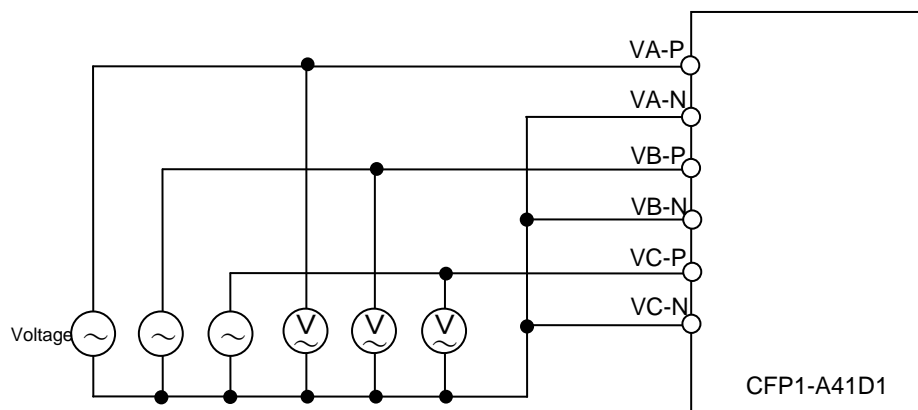 VA-P
VA-N
VB-P
VB-N
VC-P
VC-N
Voltage
V
V
V
CFP1-A41D1